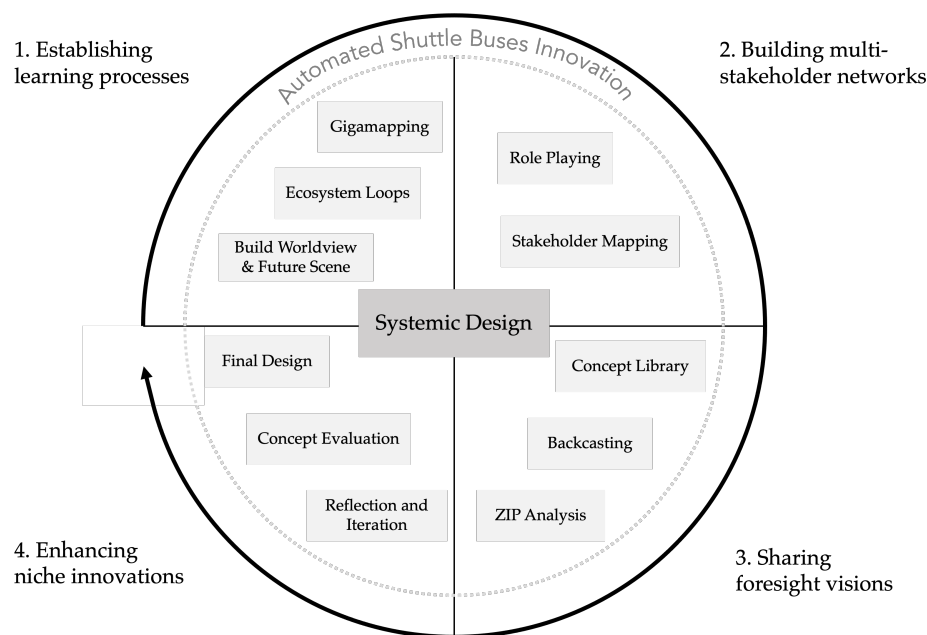 Automated Shuttle Buses Innovation
1. Establishing
learning processes
2. Building multi-
stakeholder networks
Gigamapping
Ecosystem Loops
Build Worldview
& Future Scene
Role Playing
Stakeholder Mapping
Systemic Design
Final Design
Concept Evaluation
Reflection and
Iteration
Concept Library
Backcasting
ZIP Analysis
4. Enhancing
niche innovations
3. Sharing
foresight visions